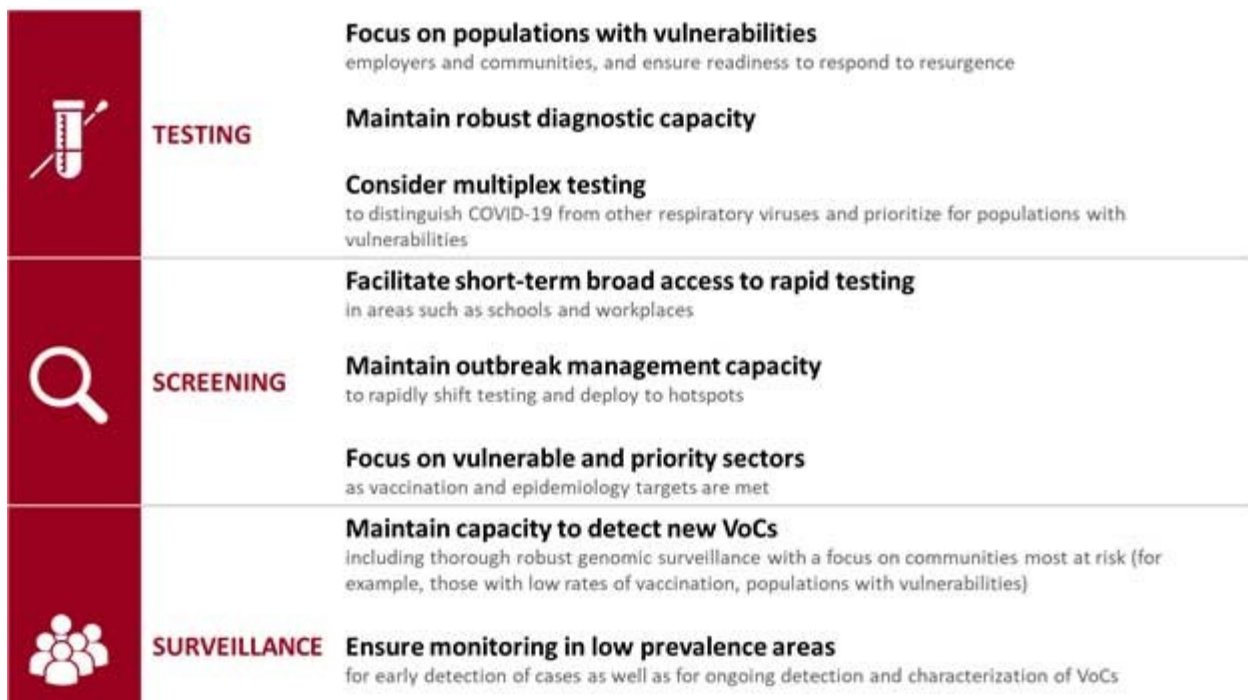 TESTING
Focus on populations with vulnerabilities
employers and communities, and ensure readiness to respond to resurgence
Maintain robust diagnostic capacity
Consider multiplex testing
to distinguish COVID-19 from other respiratory viruses and prioritize for populations with
vulnerabilities
SCREENING
Facilitate short-term broad access to rapid testing
in areas such as schools and workplaces
Maintain outbreak management capacity
to rapidly shift testing and deploy to hotspots
Focus on vulnerable and priority sectors
as vaccination and epidemiology targets are met
SURVEILLANCE
Maintain capacity to detect new VoCs
including thorough robust genomic surveillance with a focus on communities most at risk (for
example, those with low rates of vaccination, populations with vulnerabilities)
Ensure monitoring in low prevalence areas
for early detection of cases as well as for ongoing detection and characterization of VoCs